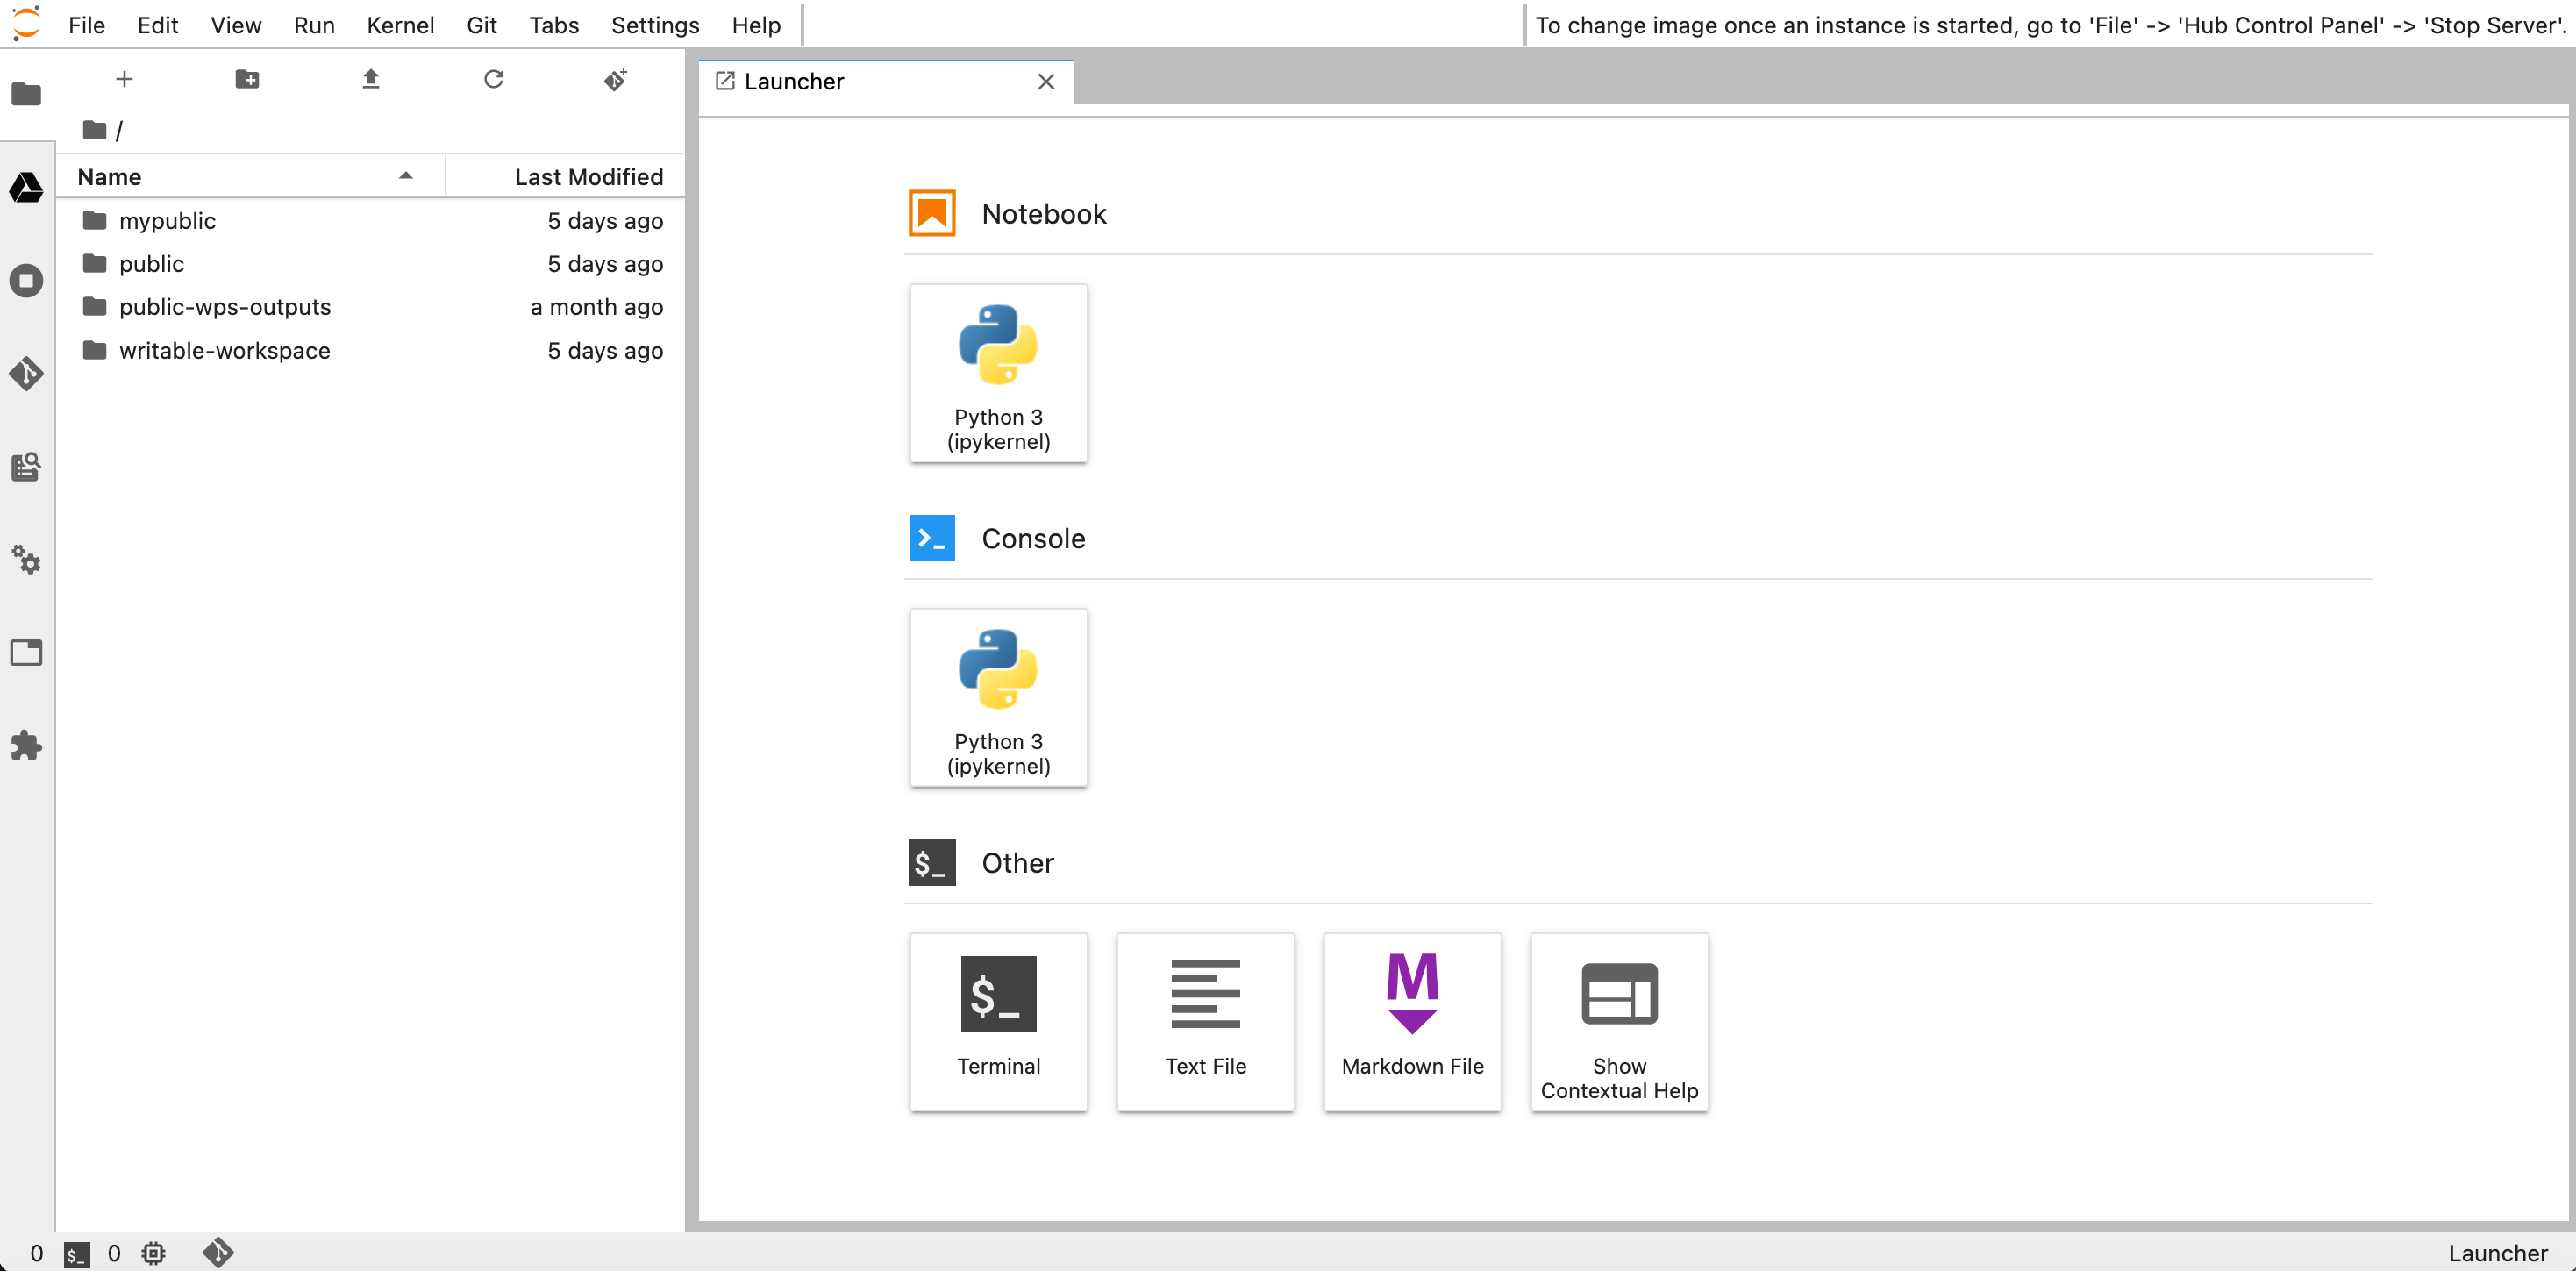 File Edit View Run Kernel Git Tabs Settings Help
To change image once an instance is started, go to 'File' -> 'Hub Control Panel' -> 'Stop Server'.
/
Name Last Modified
mypublic 5 days ago
public 5 days ago
public-wps-outputs a month ago
writable-workspace 5 days ago
Launcher
Notebook
Python 3
(ipykernel)
>_ Console
Python 3
(ipykernel)
$_ Other
$_
Terminal
Text File
M
Markdown File
Show
Contextual Help
0 $_ 0
Launcher